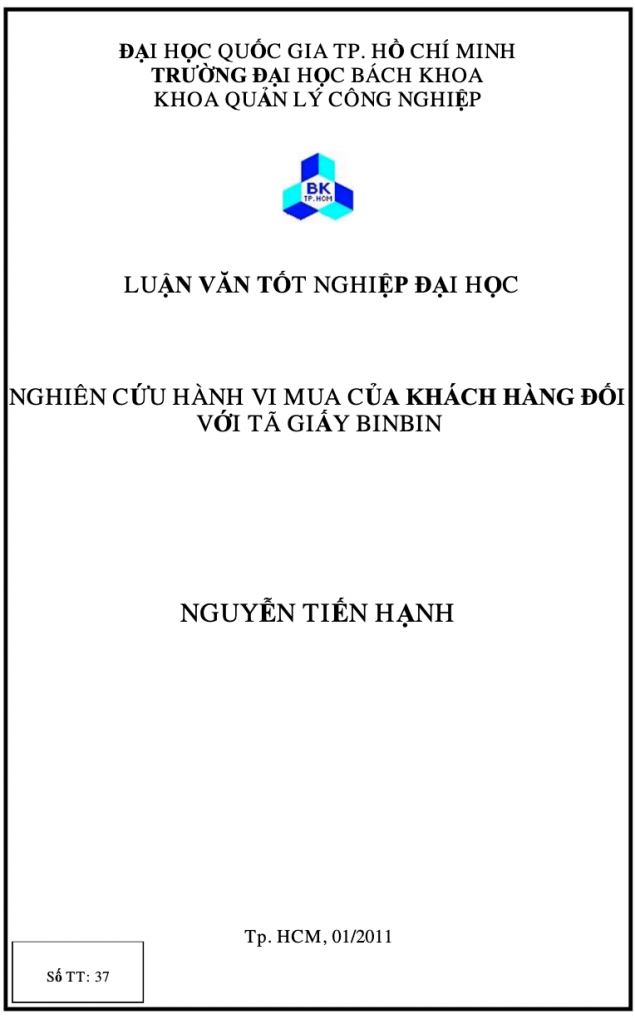 ĐẠI HỌC QUỐC GIA TP. HỒ CHÍ MINH
TRƯỜNG ĐẠI HỌC BÁCH KHOA
KHOA QUẢN LÝ CÔNG NGHIỆP
BK
TP.HCM
LUẬN VĂN TỐT NGHIỆP ĐẠI HỌC
NGHIÊN CỨU HÀNH VI MUA CỦA KHÁCH HÀNG ĐỐI
VỚI TÃ GIẤY BINBIN
NGUYỄN TIẾN HẠNH
Tp. HCM, 01/2011
Số TT: 37